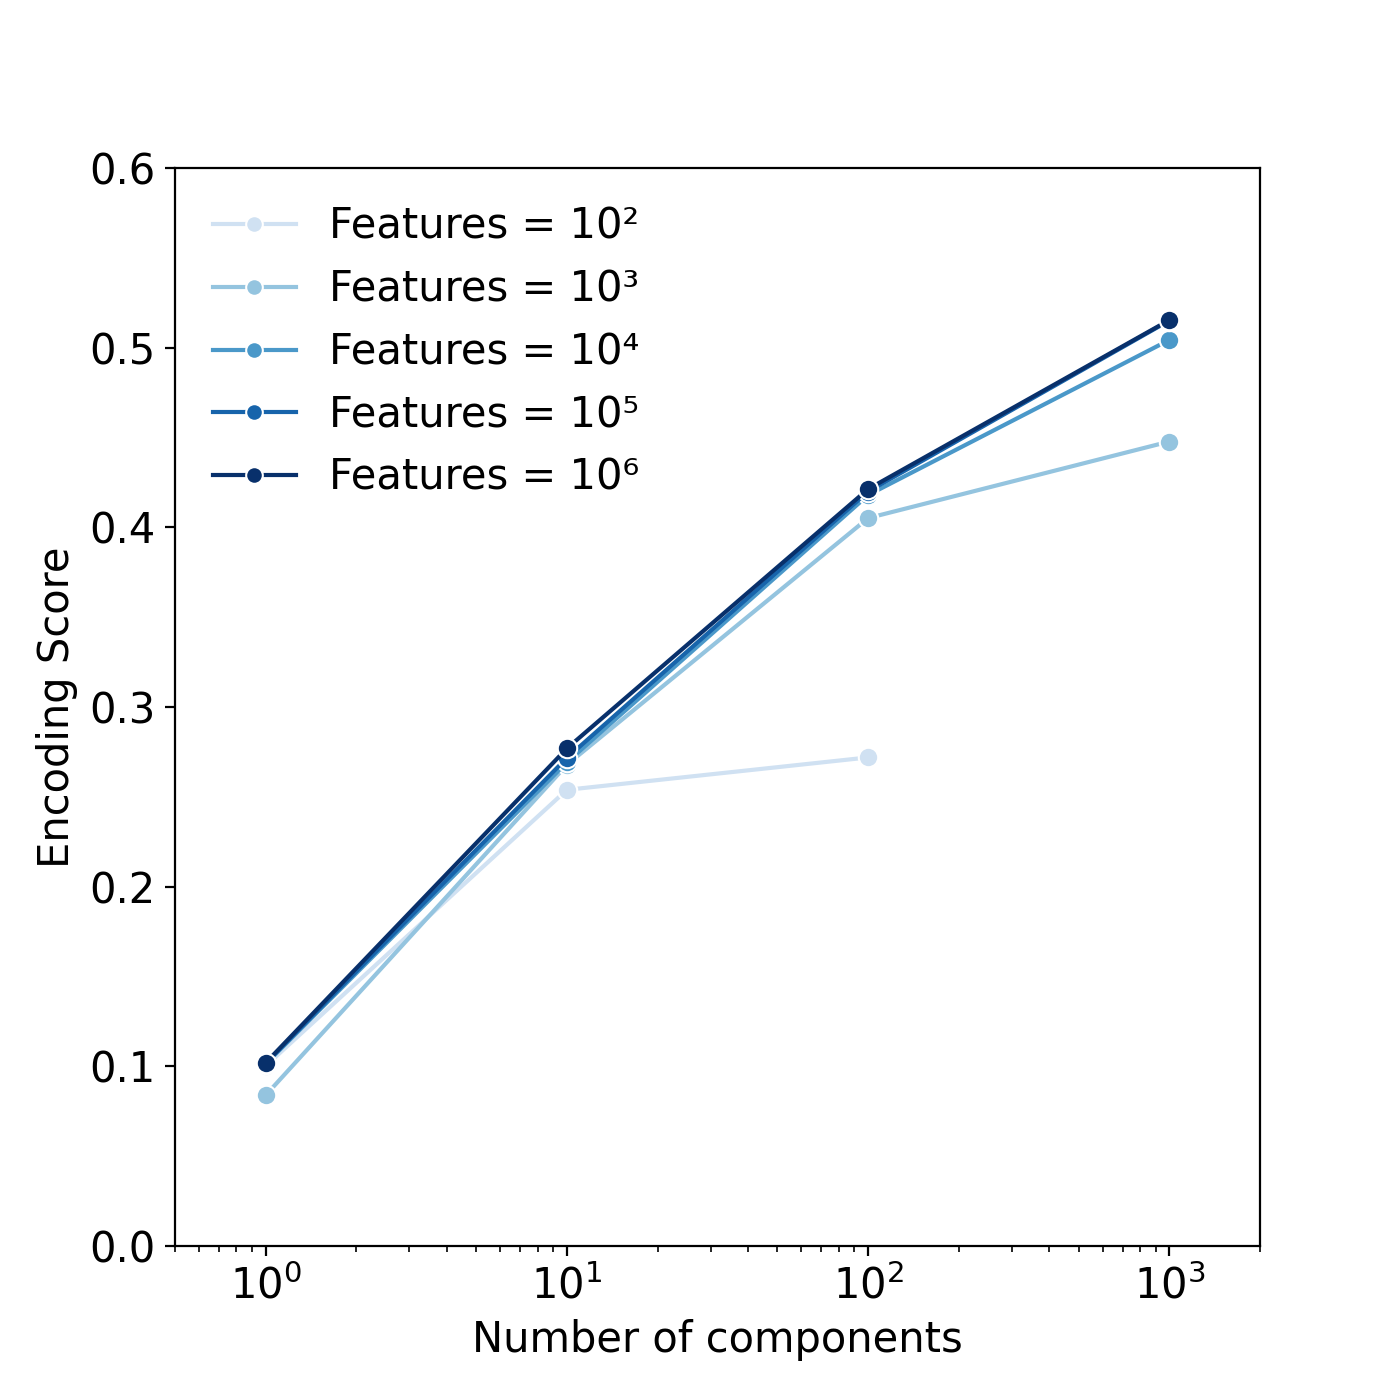 0.6
0.5
0.4
0.3
0.2
0.1
0.0
Encoding Score
Features = 10²
Features = 10³
Features = 10⁴
Features = 10⁵
Features = 10⁶
10⁰ 10¹ 10² 10³
Number of components